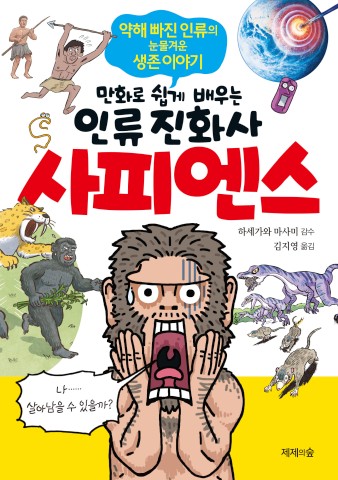 약해 빠진 인류의
눈물겨운
생존 이야기
만화로 쉽게 배우는
인류 진화사
사피엔스
하세가와 마사미 감수
김지영 옮김
나……
살아남을 수 있을까?
제제의숲